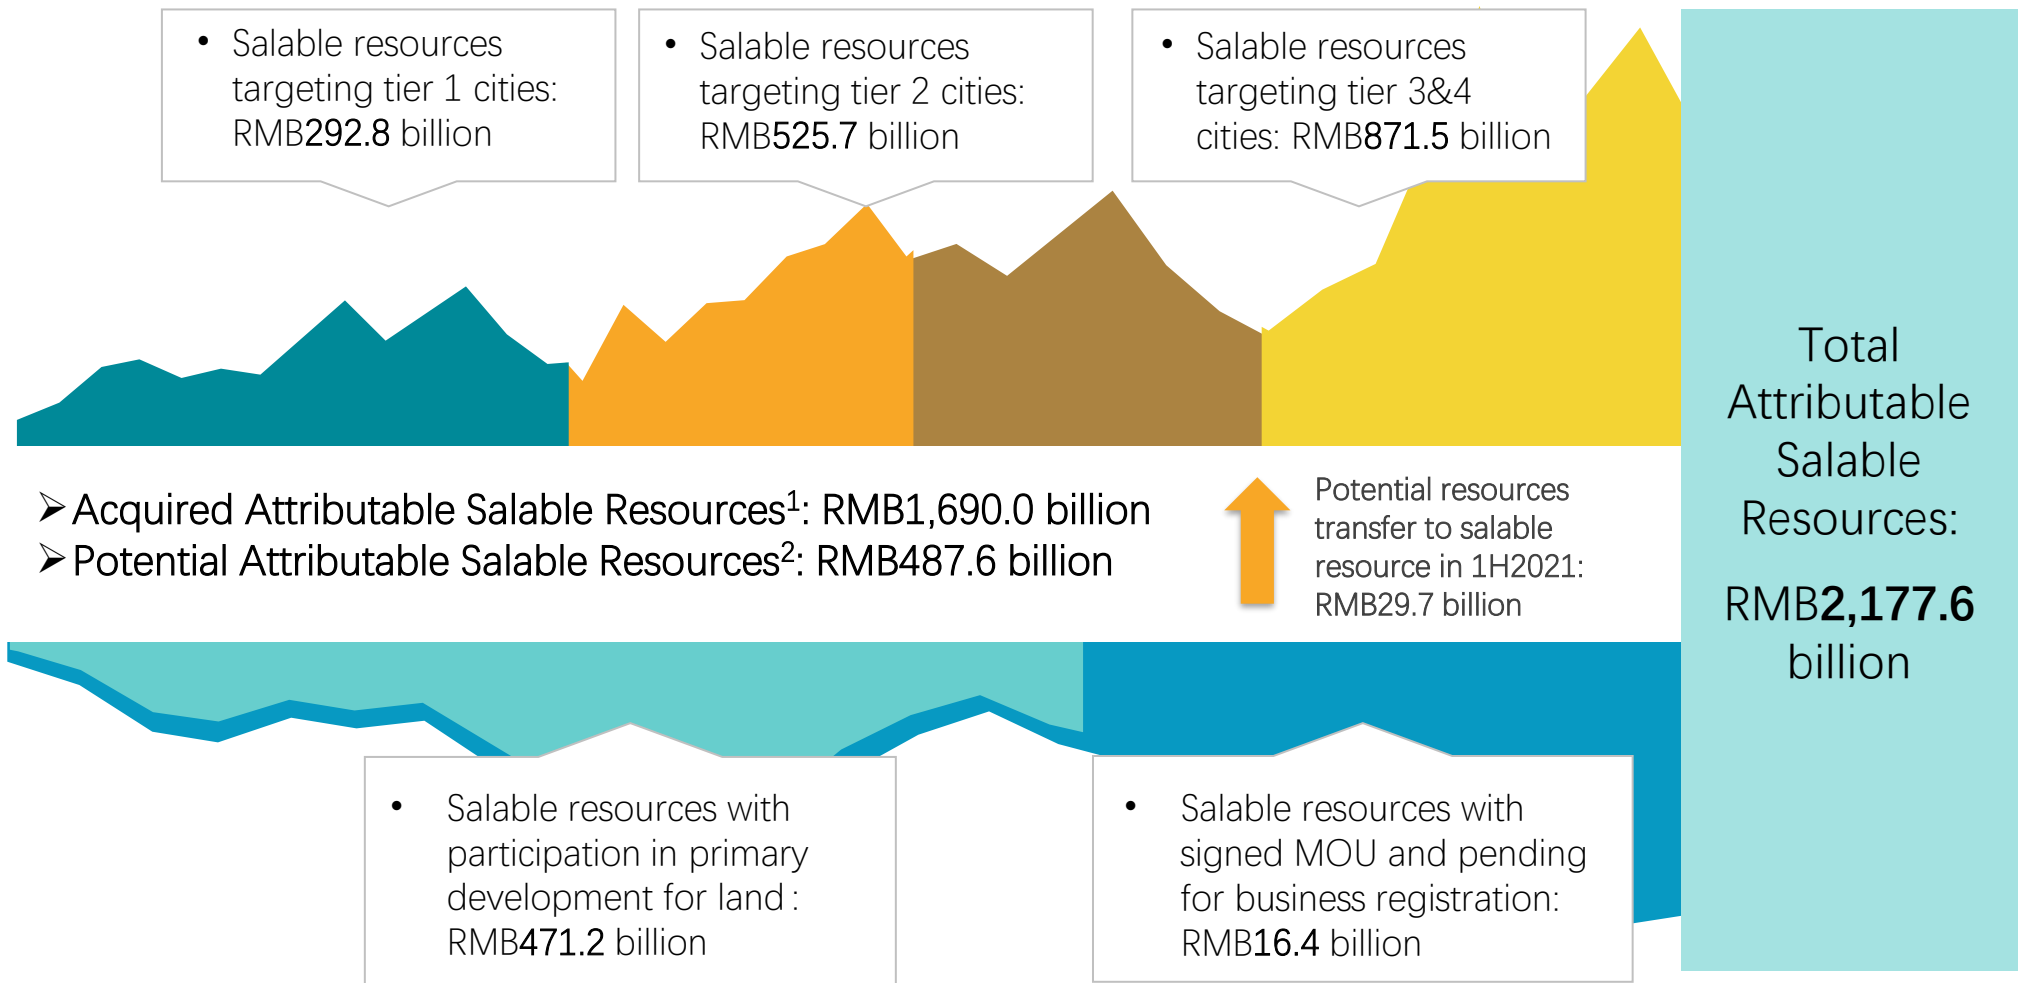 • Salable resources
targeting tier 1 cities:
RMB292.8 billion
• Salable resources
targeting tier 2 cities:
RMB525.7 billion
• Salable resources
targeting tier 3&4
cities: RMB871.5 billion
➢Acquired Attributable Salable Resources¹: RMB1,690.0 billion
➢Potential Attributable Salable Resources²: RMB487.6 billion
Potential resources
transfer to salable
resource in 1H2021:
RMB29.7 billion
Total
Attributable
Salable
Resources:
RMB2,177.6
billion
• Salable resources with
participation in primary
development for land :
RMB471.2 billion
• Salable resources with
signed MOU and pending
for business registration:
RMB16.4 billion